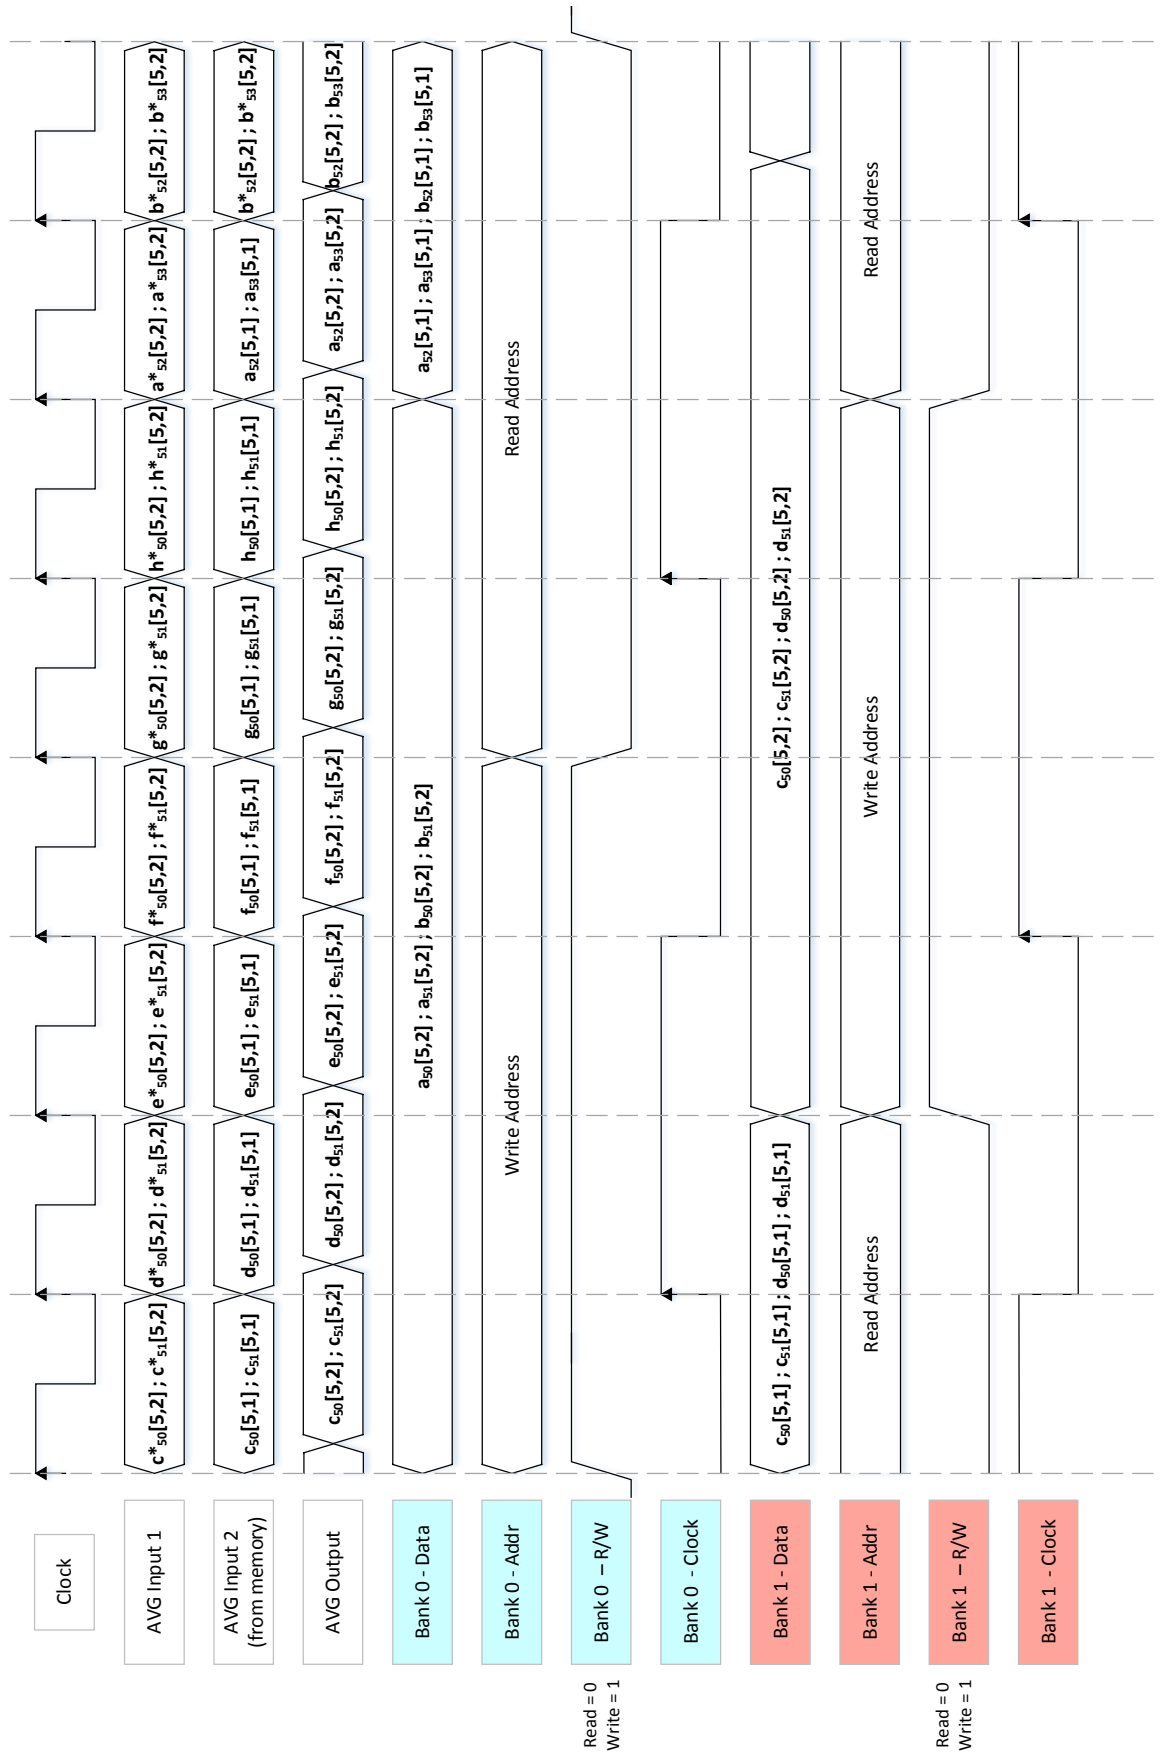 Clock
AVG Input 1
c*₅₀[5,2] ; c*₅₁[5,2]
d*₅₀[5,2] ; d*₅₁[5,2]
e*₅₀[5,2] ; e*₅₁[5,2]
f*₅₀[5,2] ; f*₅₁[5,2]
g*₅₀[5,2] ; g*₅₁[5,2]
h*₅₀[5,2] ; h*₅₁[5,2]
a*₅₂[5,2] ; a*₅₃[5,2]
b*₅₂[5,2] ; b*₅₃[5,2]
AVG Input 2
(from memory)
c₅₀[5,1] ; c₅₁[5,1]
d₅₀[5,1] ; d₅₁[5,1]
e₅₀[5,1] ; e₅₁[5,1]
f₅₀[5,1] ; f₅₁[5,1]
g₅₀[5,1] ; g₅₁[5,1]
h₅₀[5,1] ; h₅₁[5,1]
a₅₂[5,1] ; a₅₃[5,1]
b*₅₂[5,2] ; b*₅₃[5,2]
AVG Output
c₅₀[5,2] ; c₅₁[5,2]
d₅₀[5,2] ; d₅₁[5,2]
e₅₀[5,2] ; e₅₁[5,2]
f₅₀[5,2] ; f₅₁[5,2]
g₅₀[5,2] ; g₅₁[5,2]
h₅₀[5,2] ; h₅₁[5,2]
a₅₂[5,2] ; a₅₃[5,2]
b₅₂[5,2] ; b₅₃[5,2]
Bank 0 - Data
a₅₀[5,2] ; a₅₁[5,2] ; b₅₀[5,2] ; b₅₁[5,2]
a₅₂[5,1] ; a₅₃[5,1] ; b₅₂[5,1] ; b₅₃[5,1]
Bank 0 - Addr
Write Address
Read Address
Read = 0
Write = 1
Bank 0 – R/W
Bank 0 - Clock
Bank 1 - Data
c₅₀[5,1] ; c₅₁[5,1] ; d₅₀[5,1] ; d₅₁[5,1]
c₅₀[5,2] ; c₅₁[5,2] ; d₅₀[5,2] ; d₅₁[5,2]
Bank 1 - Addr
Read Address
Write Address
Read Address
Read = 0
Write = 1
Bank 1 – R/W
Bank 1 - Clock